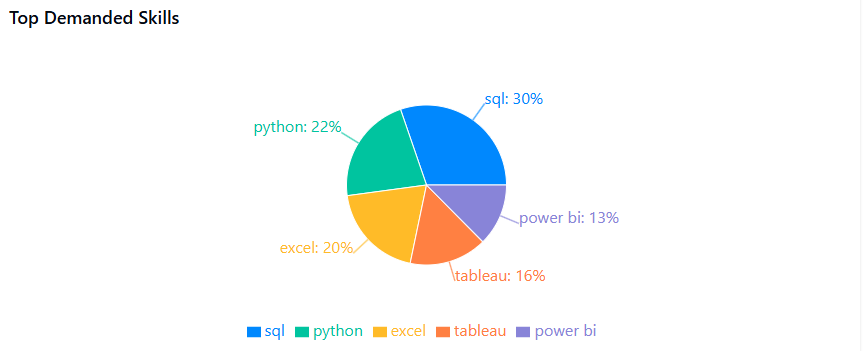 Top Demanded Skills
sql: 30%
python: 22%
power bi: 13%
excel: 20%
tableau: 16%
sql python excel tableau power bi